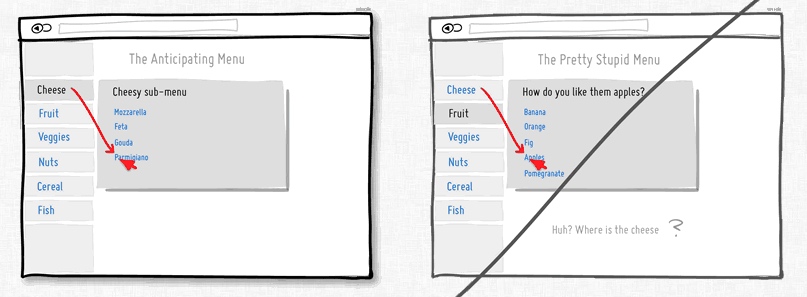 The Anticipating Menu
Cheese
Fruit
Veggies
Nuts
Cereal
Fish
Cheesy sub-menu
Mozzarella
Feta
Gouda
Parmigiano
The Pretty Stupid Menu
Cheese
Fruit
Veggies
Nuts
Cereal
Fish
How do you like them apples?
Banana
Orange
Fig
Apples
Pomegranate
Huh? Where is the cheese ?